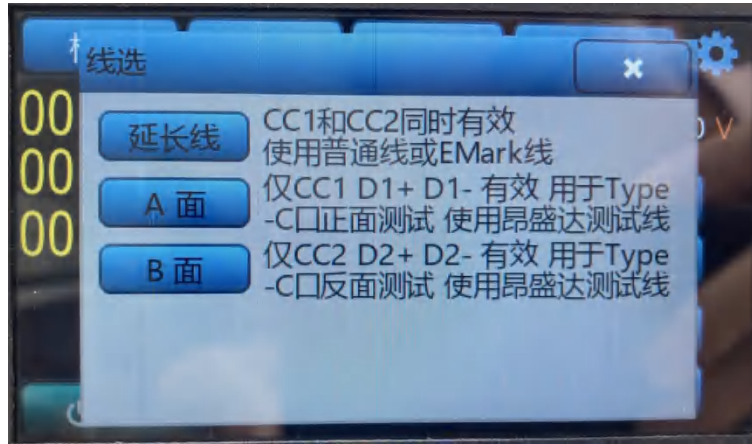 线选
延长线
CC1和CC2同时有效
使用普通线或EMark线
A 面
仅CC1 D1+ D1- 有效 用于Type
-C口正面测试 使用昂盛达测试线
B 面
仅CC2 D2+ D2- 有效 用于Type
-C口反面测试 使用昂盛达测试线
00
00
00
V